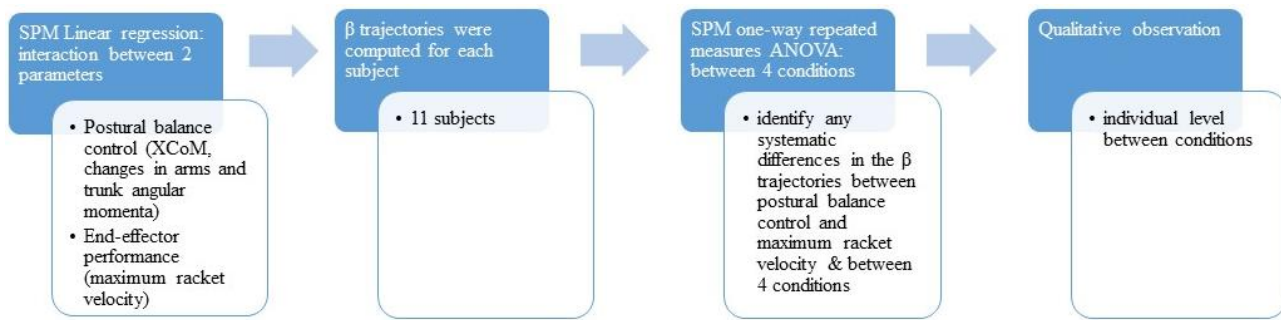 SPM Linear regression:
interaction between 2
parameters
• Postural balance
control (XCoM,
changes in arms and
trunk angular
momenta)
• End-effector
performance
(maximum racket
velocity)
β trajectories were
computed for each
subject
• 11 subjects
SPM one-way repeated
measures ANOVA:
between 4 conditions
• identify any
systematic
differences in the β
trajectories between
postural balance
control and
maximum racket
velocity & between
4 conditions
Qualitative observation
• individual level
between conditions